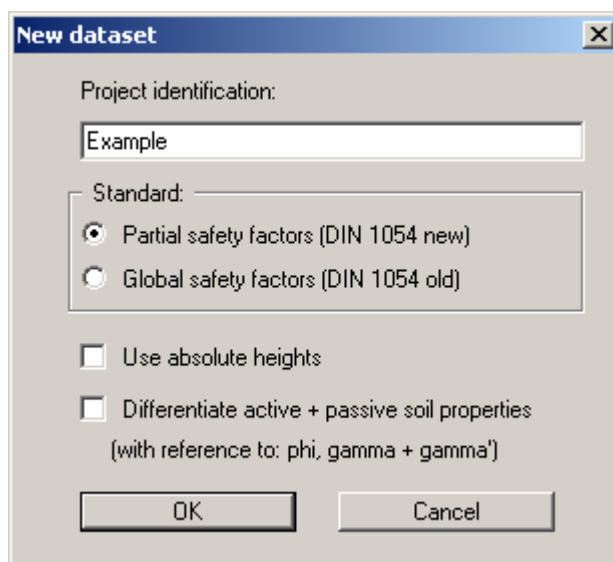 New dataset
Project identification:
Example
Standard:
Partial safety factors (DIN 1054 new)
Global safety factors (DIN 1054 old)
Use absolute heights
Differentiate active + passive soil properties
(with reference to: phi, gamma + gamma')
OK
Cancel